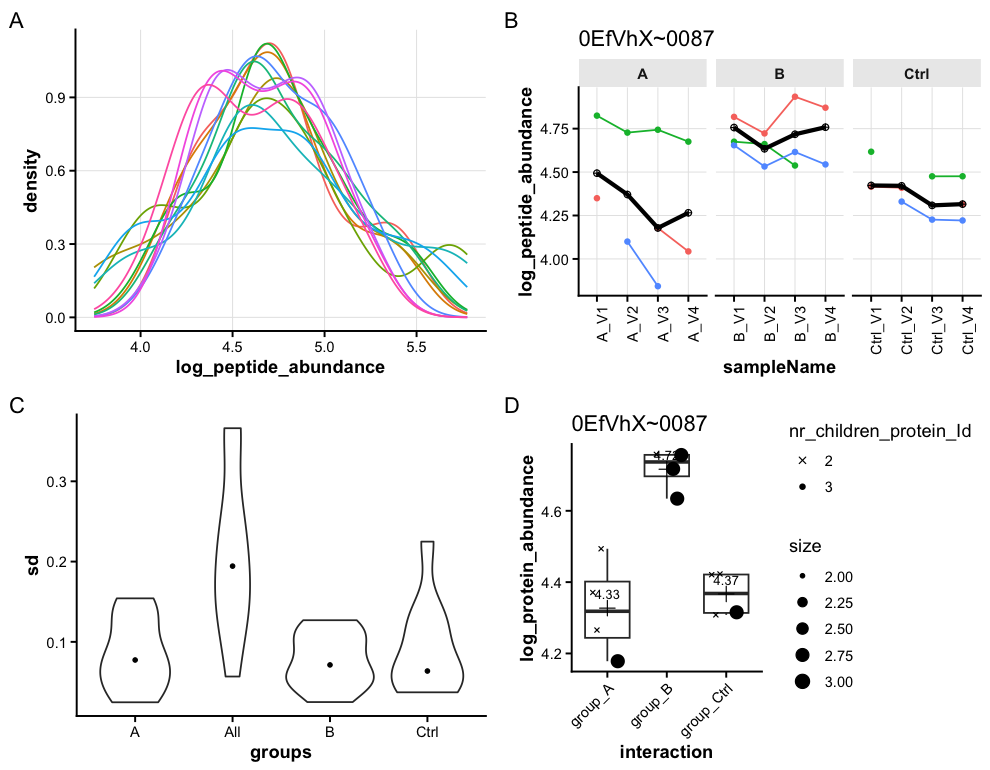 A
density
0.9
0.6
0.3
0.0
4.0
4.5
5.0
5.5
log_peptide_abundance
B
0EfVhX~0087
A
B
Ctrl
log_peptide_abundance
4.75
4.50
4.25
4.00
A_V1
A_V2
A_V3
A_V4
B_V1
B_V2
B_V3
B_V4
Ctrl_V1
Ctrl_V2
Ctrl_V3
Ctrl_V4
sampleName
C
sd
0.3
0.2
0.1
A
All
B
Ctrl
groups
D
0EfVhX~0087
log_protein_abundance
4.6
4.4
4.2
4.33
4.37
group_A
group_B
group_Ctrl
interaction
nr_children_protein_Id
2
3
size
2.00
2.25
2.50
2.75
3.00